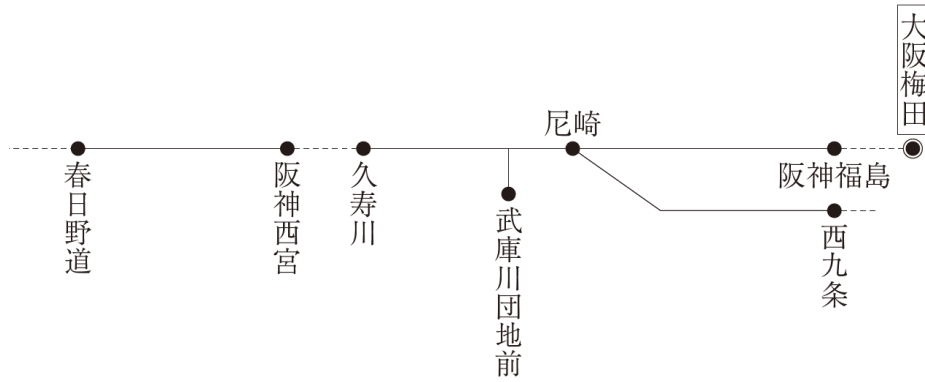 春日野道
阪神西宮
久寿川
武庫川団地前
尼崎
阪神福島
西九条
大阪梅田